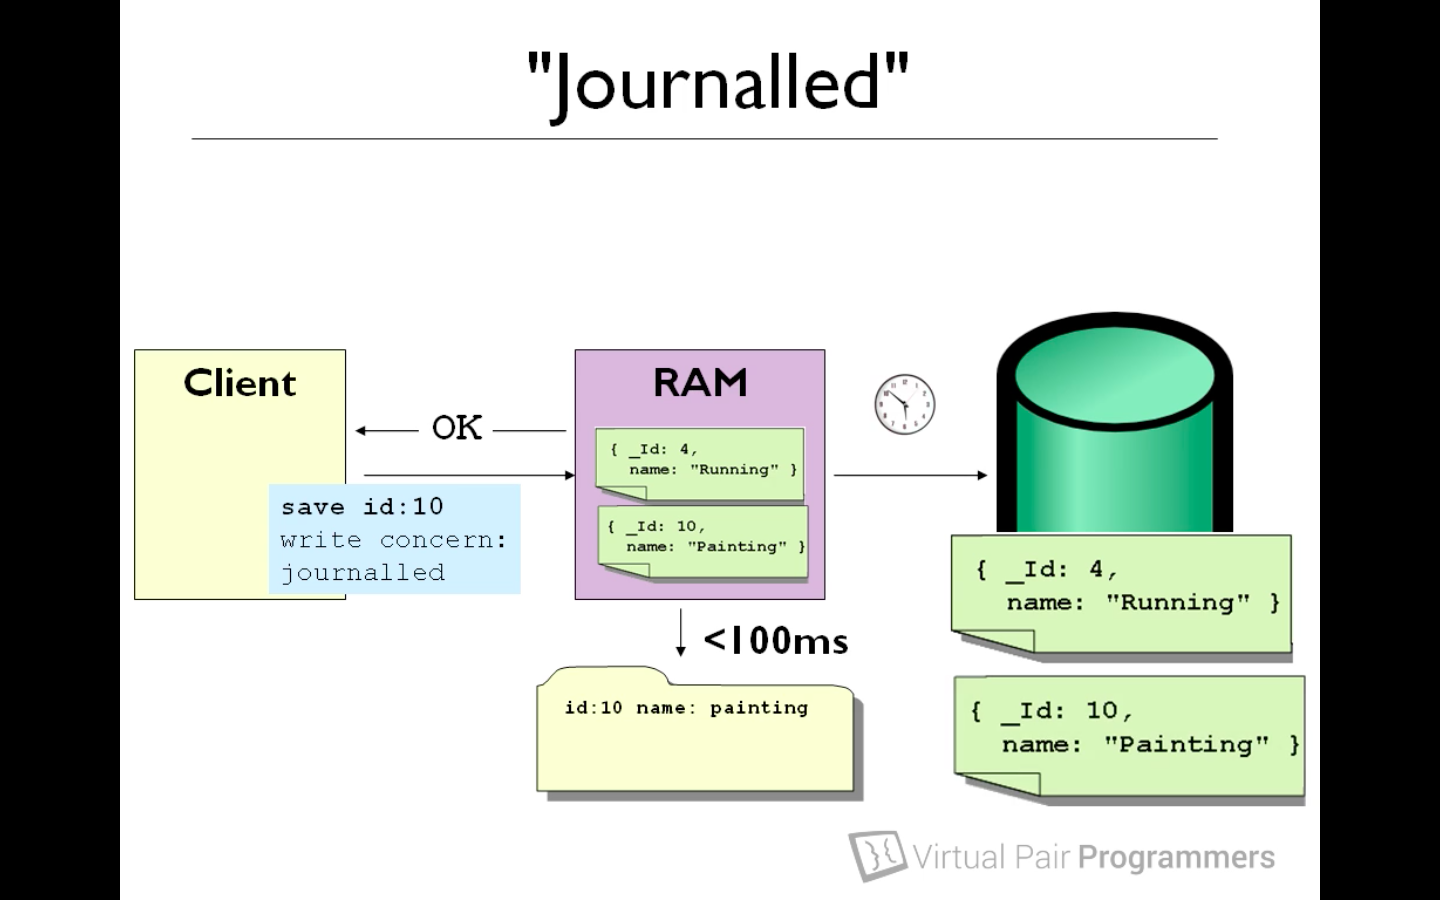 "Journalled"
Client
OK
save id:10
write concern:
journalled
RAM
{ _Id: 4,
name: "Running" }
{ _Id: 10,
name: "Painting" }
<100ms
id:10 name: painting
{ _Id: 4,
name: "Running" }
{ _Id: 10,
name: "Painting" }
Virtual Pair Programmers